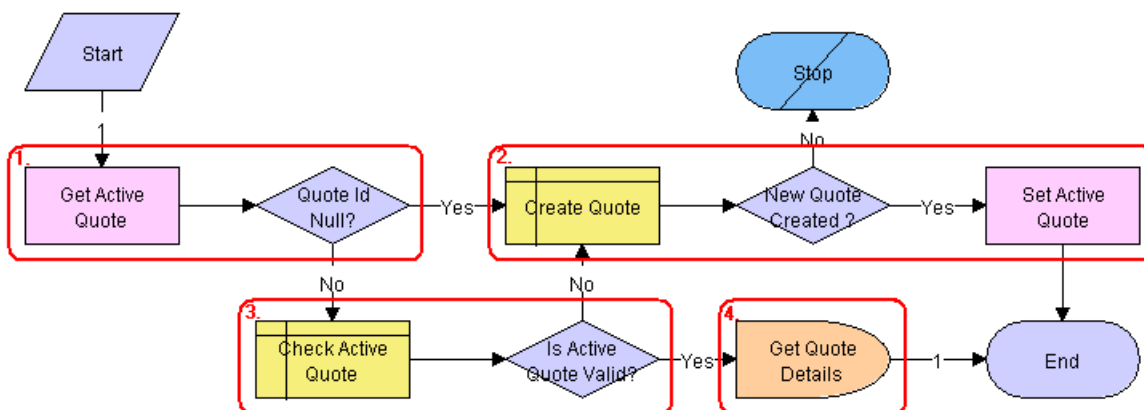 Start
Stop
1
No
1.
2.
Get Active
Quote
Quote Id
Null?
Yes
Create Quote
New Quote
Created ?
Yes
Set Active
Quote
No
No
3.
4.
Check Active
Quote
Is Active
Quote Valid?
Yes
Get Quote
Details
1
End